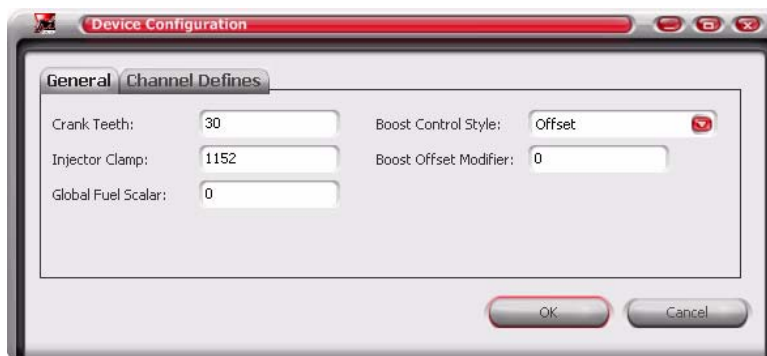 Device Configuration
General Channel Defines
Crank Teeth: 30 Boost Control Style: Offset
Injector Clamp: 1152 Boost Offset Modifier: 0
Global Fuel Scalar: 0
OK Cancel